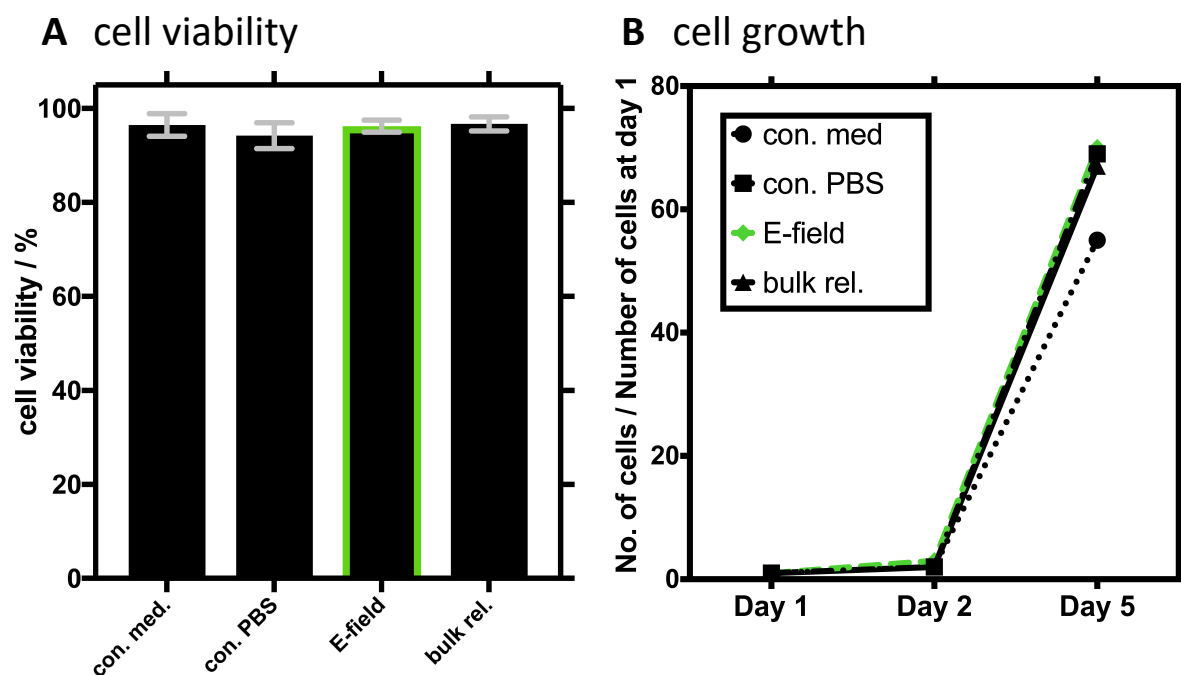 A cell viability
cell viability / %
100
80
60
40
20
0
con. med.
con. PBS
E-field
bulk rel.
B cell growth
No. of cells / Number of cells at day 1
80
60
40
20
0
con. med
con. PBS
E-field
bulk rel.
Day 1
Day 2
Day 5